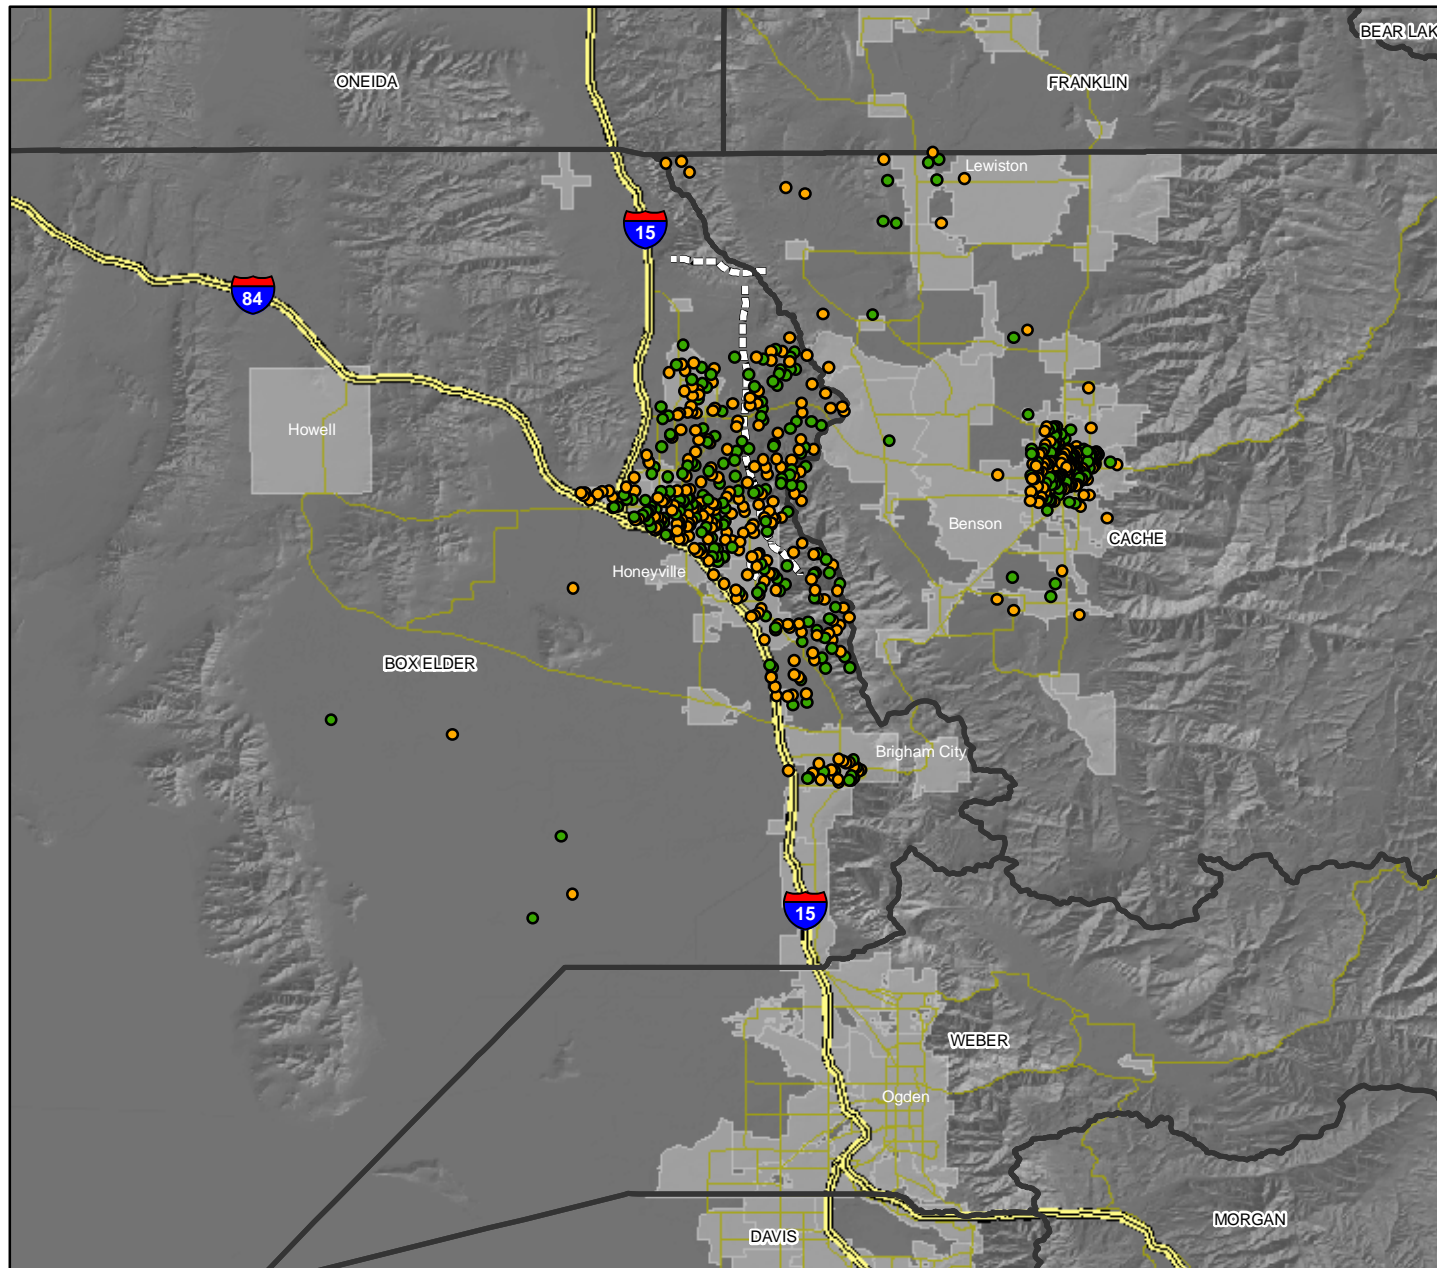 BEAR LAK
ONEIDA
FRANKLIN
Lewiston
15
84
Howell
Benson
CACHE
Honeyville
BOX ELDER
Brigham City
15
WEBER
Ogden
MORGAN
DAVIS